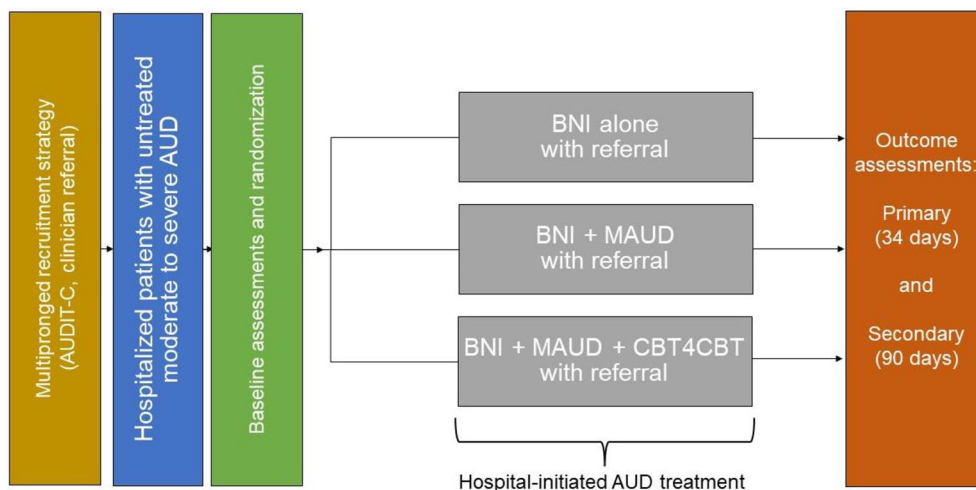 Multipronged recruitment strategy
(AUDIT-C, clinician referral)
Hospitalized patients with untreated
moderate to severe AUD
Baseline assessments and randomization
BNI alone
with referral
BNI + MAUD
with referral
BNI + MAUD + CBT4CBT
with referral
Hospital-initiated AUD treatment
Outcome
assessments:
Primary
(34 days)
and
Secondary
(90 days)